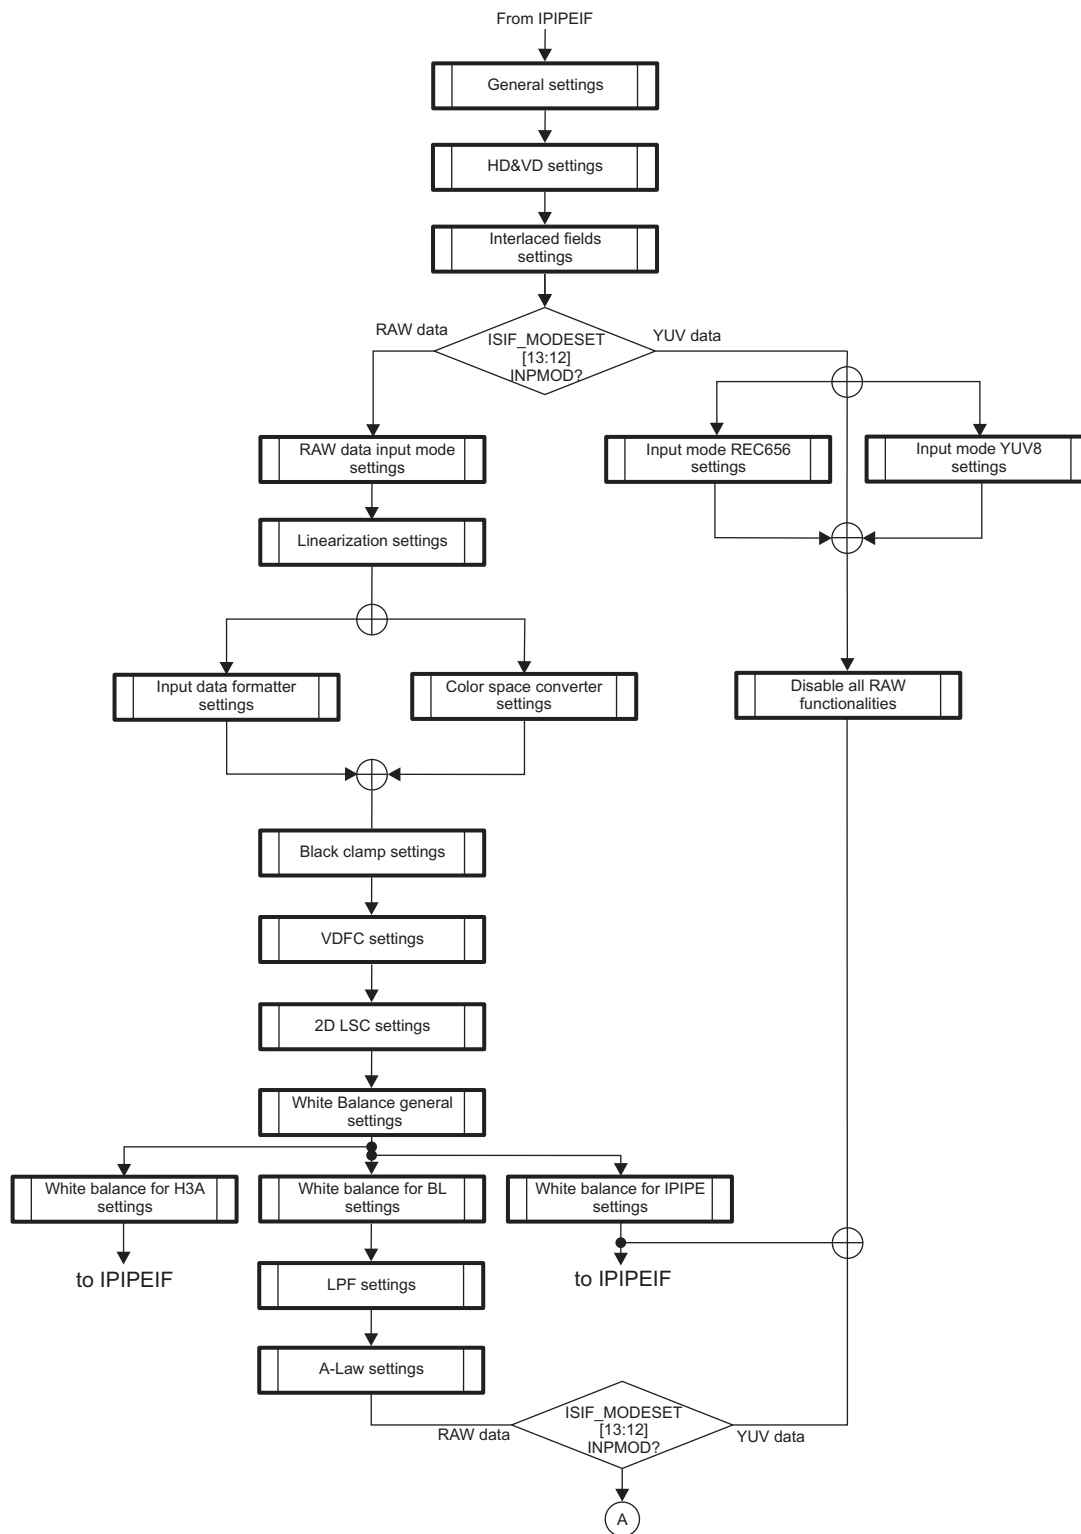 From IPIPEIF
General settings
HD&VD settings
Interlaced fields
settings
RAW data
ISIF_MODESET
[13:12]
INPMOD?
YUV data
RAW data input mode
settings
Input mode REC656
settings
Input mode YUV8
settings
Linearization settings
Input data formatter
settings
Color space converter
settings
Disable all RAW
functionalities
Black clamp settings
VDFC settings
2D LSC settings
White Balance general
settings
White balance for H3A
settings
White balance for BL
settings
White balance for IPIPE
settings
to IPIPEIF
to IPIPEIF
LPF settings
A-Law settings
RAW data
ISIF_MODESET
[13:12]
INPMOD?
YUV data
A